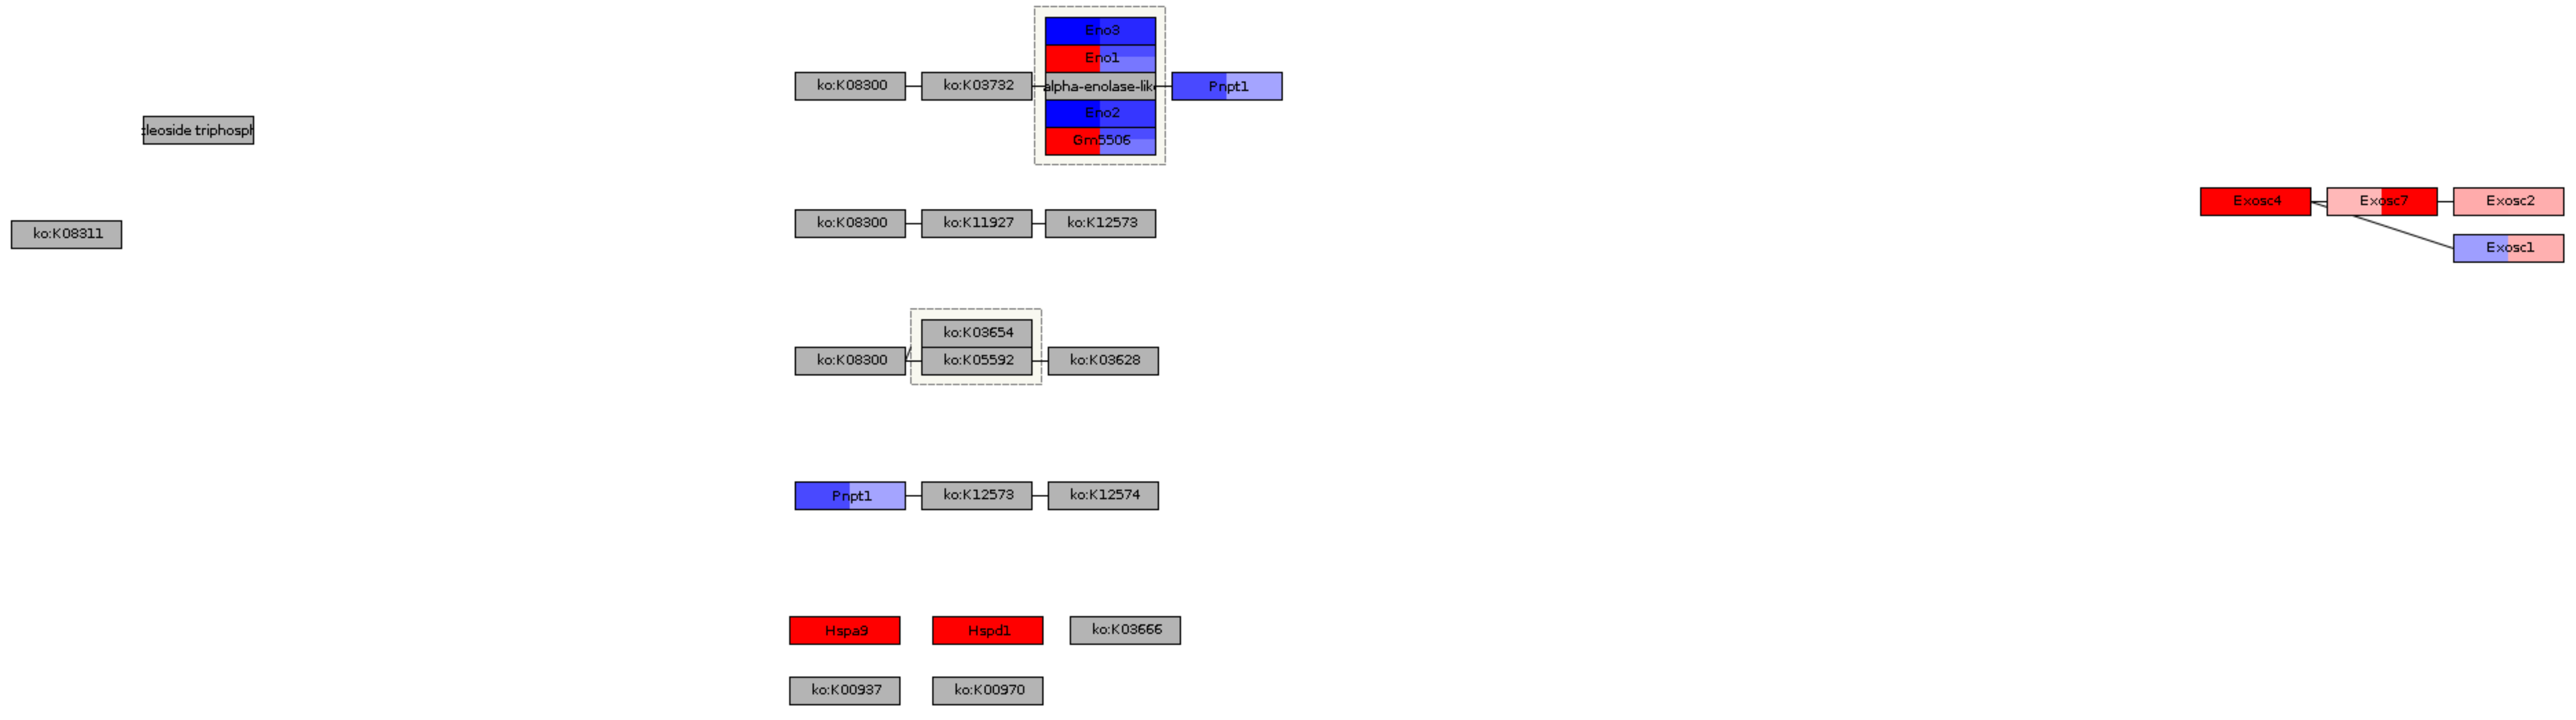 Eno3
Eno1
ko:K08300
ko:K03732
alpha-enolase-lik
Pnpt1
Eno2
Gm5506
leoside triphosph
ko:K08311
ko:K08300
ko:K11927
ko:K12573
Exosc4
Exosc7
Exosc2
Exosc1
ko:K03654
ko:K08300
ko:K05592
ko:K03628
Pnpt1
ko:K12573
ko:K12574
Hspa9
Hspd1
ko:K03666
ko:K00937
ko:K00970